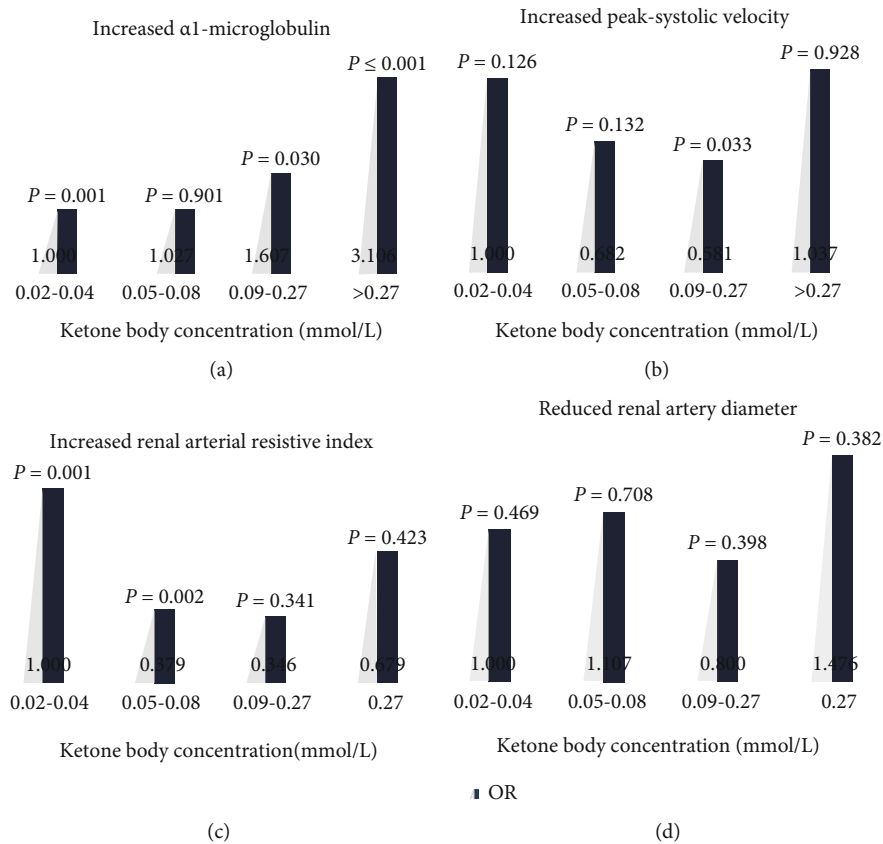 Increased α1-microglobulin
P ≤ 0.001
P = 0.030
P = 0.001
P = 0.901
1.000
1.027
1.607
3.106
0.02-0.04
0.05-0.08
0.09-0.27
>0.27
Ketone body concentration (mmol/L)
(a)
Increased peak-systolic velocity
P = 0.126
P = 0.928
P = 0.132
P = 0.033
1.000
0.682
0.581
1.037
0.02-0.04
0.05-0.08
0.09-0.27
>0.27
Ketone body concentration (mmol/L)
(b)
Increased renal arterial resistive index
P = 0.001
P = 0.423
P = 0.002
P = 0.341
1.000
0.379
0.346
0.679
0.02-0.04
0.05-0.08
0.09-0.27
0.27
Ketone body concentration(mmol/L)
(c)
Reduced renal artery diameter
P = 0.382
P = 0.469
P = 0.708
P = 0.398
1.000
1.107
0.800
1.476
0.02-0.04
0.05-0.08
0.09-0.27
0.27
Ketone body concentration (mmol/L)
OR
(d)